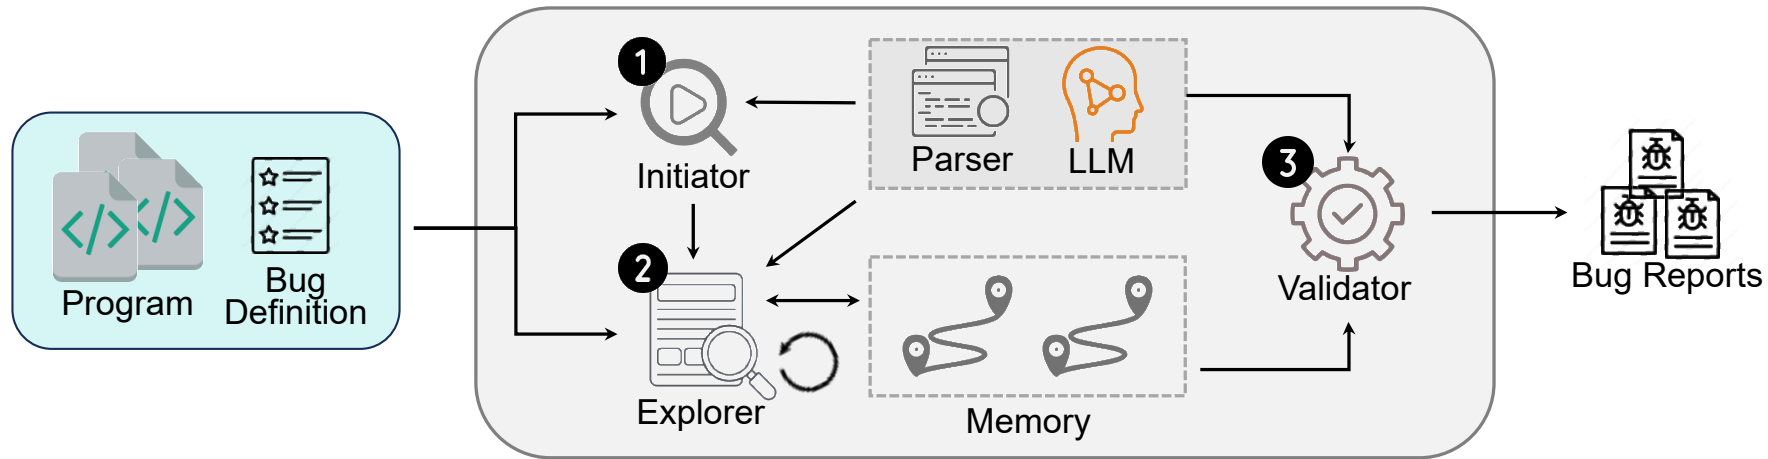 Program
Bug
Definition
</>
</>
1
Initiator
2
Explorer
Parser
LLM
Memory
3
Validator
Bug Reports